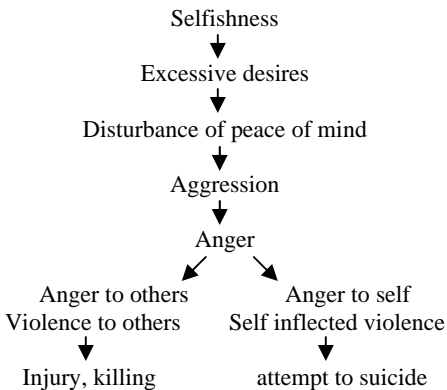 Selfishness
Excessive desires
Disturbance of peace of mind
Aggression
Anger
Anger to others
Violence to others
Injury, killing
Anger to self
Self inflected violence
attempt to suicide